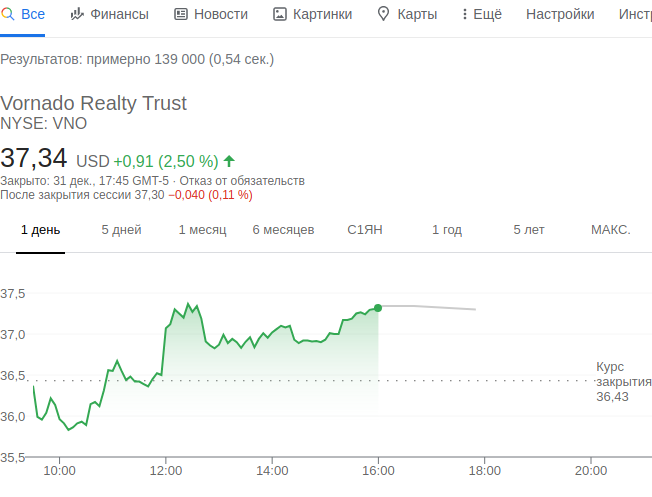 Все Финансы Новости Картинки Карты Ещё Настройки Инст
Результатов: примерно 139 000 (0,54 сек.)
Vornado Realty Trust
NYSE: VNO
37,34 USD +0,91 (2,50 %)
Закрыто: 31 дек., 17:45 GMT-5 · Отказ от обязательств
После закрытия сессии 37,30 −0,040 (0,11 %)
1 день 5 дней 1 месяц 6 месяцев С1ЯН 1 год 5 лет МАКС.
37,5
37,0
36,5
36,0
35,5
Курс
закрытия
36,43
10:00 12:00 14:00 16:00 18:00 20:00